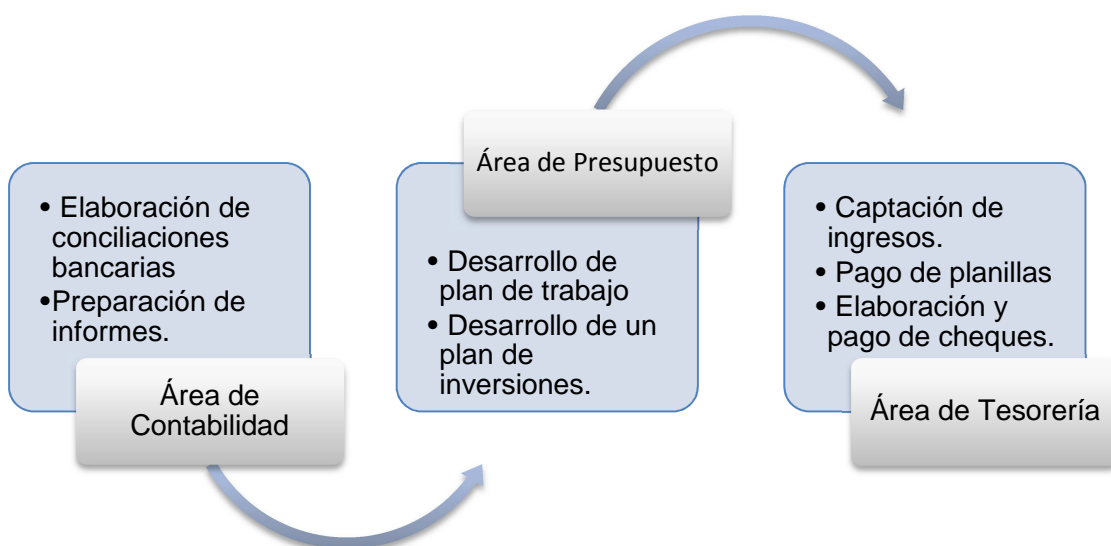 • Elaboración de
conciliaciones
bancarias
•Preparación de
informes.
Área de
Contabilidad
Área de Presupuesto
• Desarrollo de
plan de trabajo
• Desarrollo de un
plan de
inversiones.
• Captación de
ingresos.
• Pago de planillas
• Elaboración y
pago de cheques.
Área de Tesorería